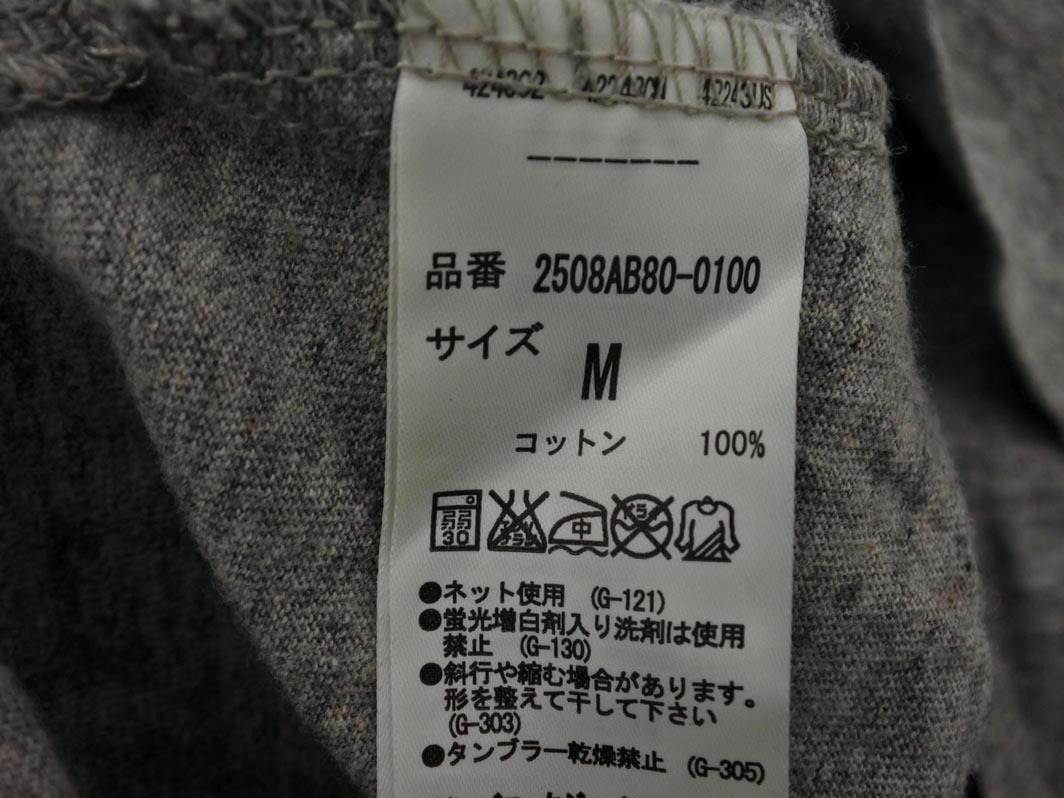 品番 2508AB80-0100
サイズ M
コットン 100%
30 中
●ネット使用 (G-121)
●蛍光増白剤入り洗剤は使用
禁止 (G-130)
●斜行や縮む場合があります。
形を整えて干して下さい
(G-303)
●タンブラー乾燥禁止 (G-305)